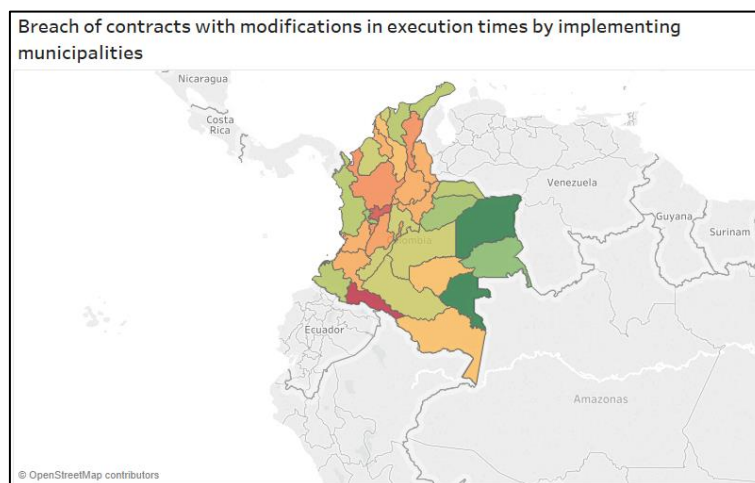 Breach of contracts with modifications in execution times by implementing
municipalities
Nicaragua
Costa
Rica
Venezuela
Guyana
Surinam
Colombia
Ecuador
Amazonas
© OpenStreetMap contributors